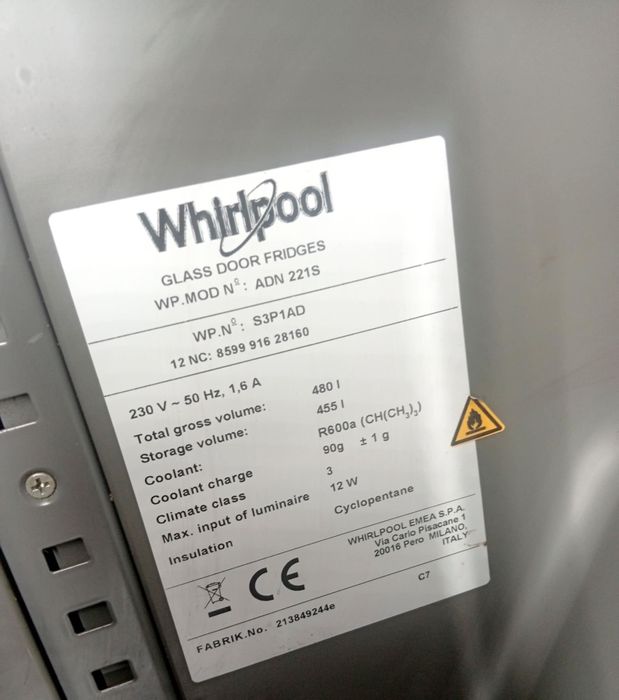 Whirlpool
GLASS DOOR FRIDGES
WP.MOD Nº: ADN 221S
WP.Nº: S3P1AD
12 NC: 8599 916 28160
230 V ~ 50 Hz, 1,6 A
Total gross volume: 480 l
Storage volume: 455 l
Coolant: R600a (CH(CH₃)₃)
Coolant charge 90g ± 1 g
Climate class 3
Max. input of luminaire 12 W
Insulation Cyclopentane
WHIRLPOOL EMEA S.P.A.
Via Carlo Pisacane 1
20016 Pero MILANO,
ITALY
CE
C7
FABRIK.No. 213849244e